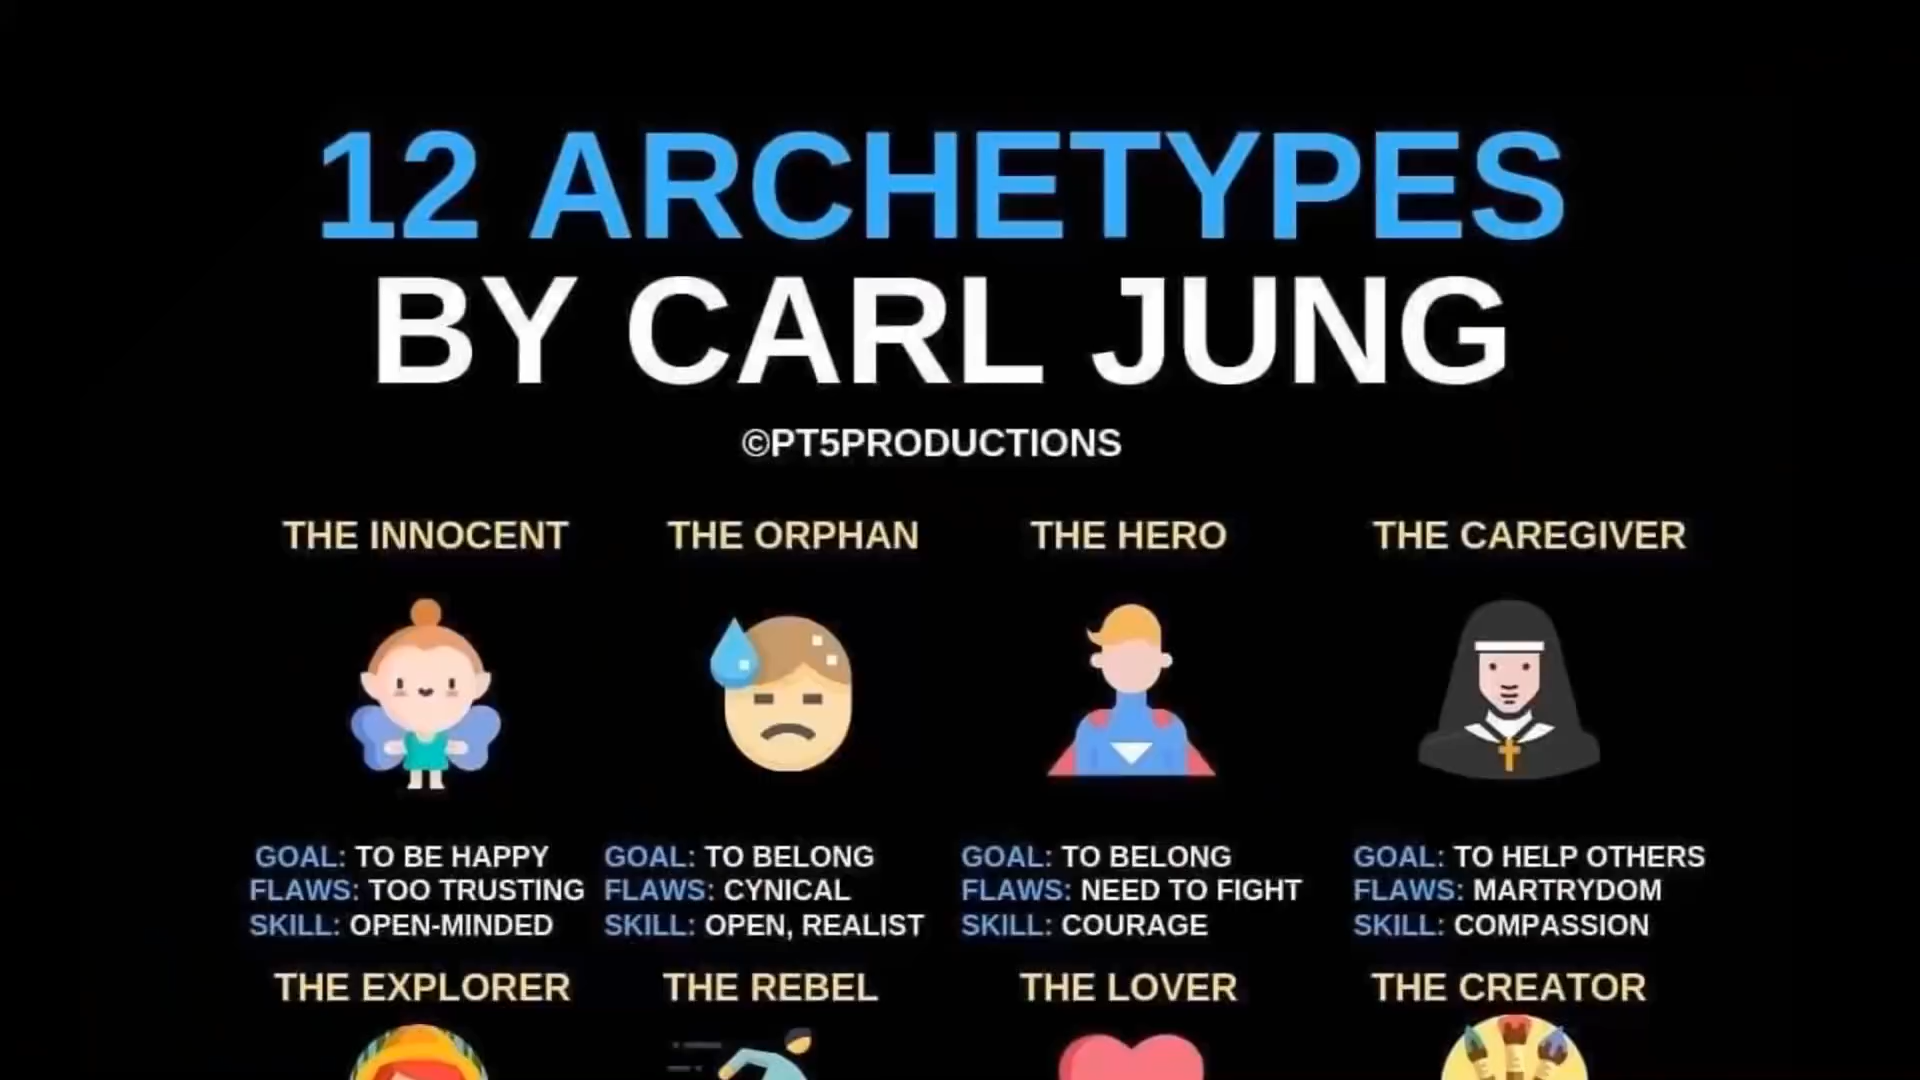 12 ARCHETYPES
BY CARL JUNG
©PT5PRODUCTIONS
THE INNOCENT
THE ORPHAN
THE HERO
THE CAREGIVER
GOAL: TO BE HAPPY
FLAWS: TOO TRUSTING
SKILL: OPEN-MINDED
GOAL: TO BELONG
FLAWS: CYNICAL
SKILL: OPEN, REALIST
GOAL: TO BELONG
FLAWS: NEED TO FIGHT
SKILL: COURAGE
GOAL: TO HELP OTHERS
FLAWS: MARTRYDOM
SKILL: COMPASSION
THE EXPLORER
THE REBEL
THE LOVER
THE CREATOR